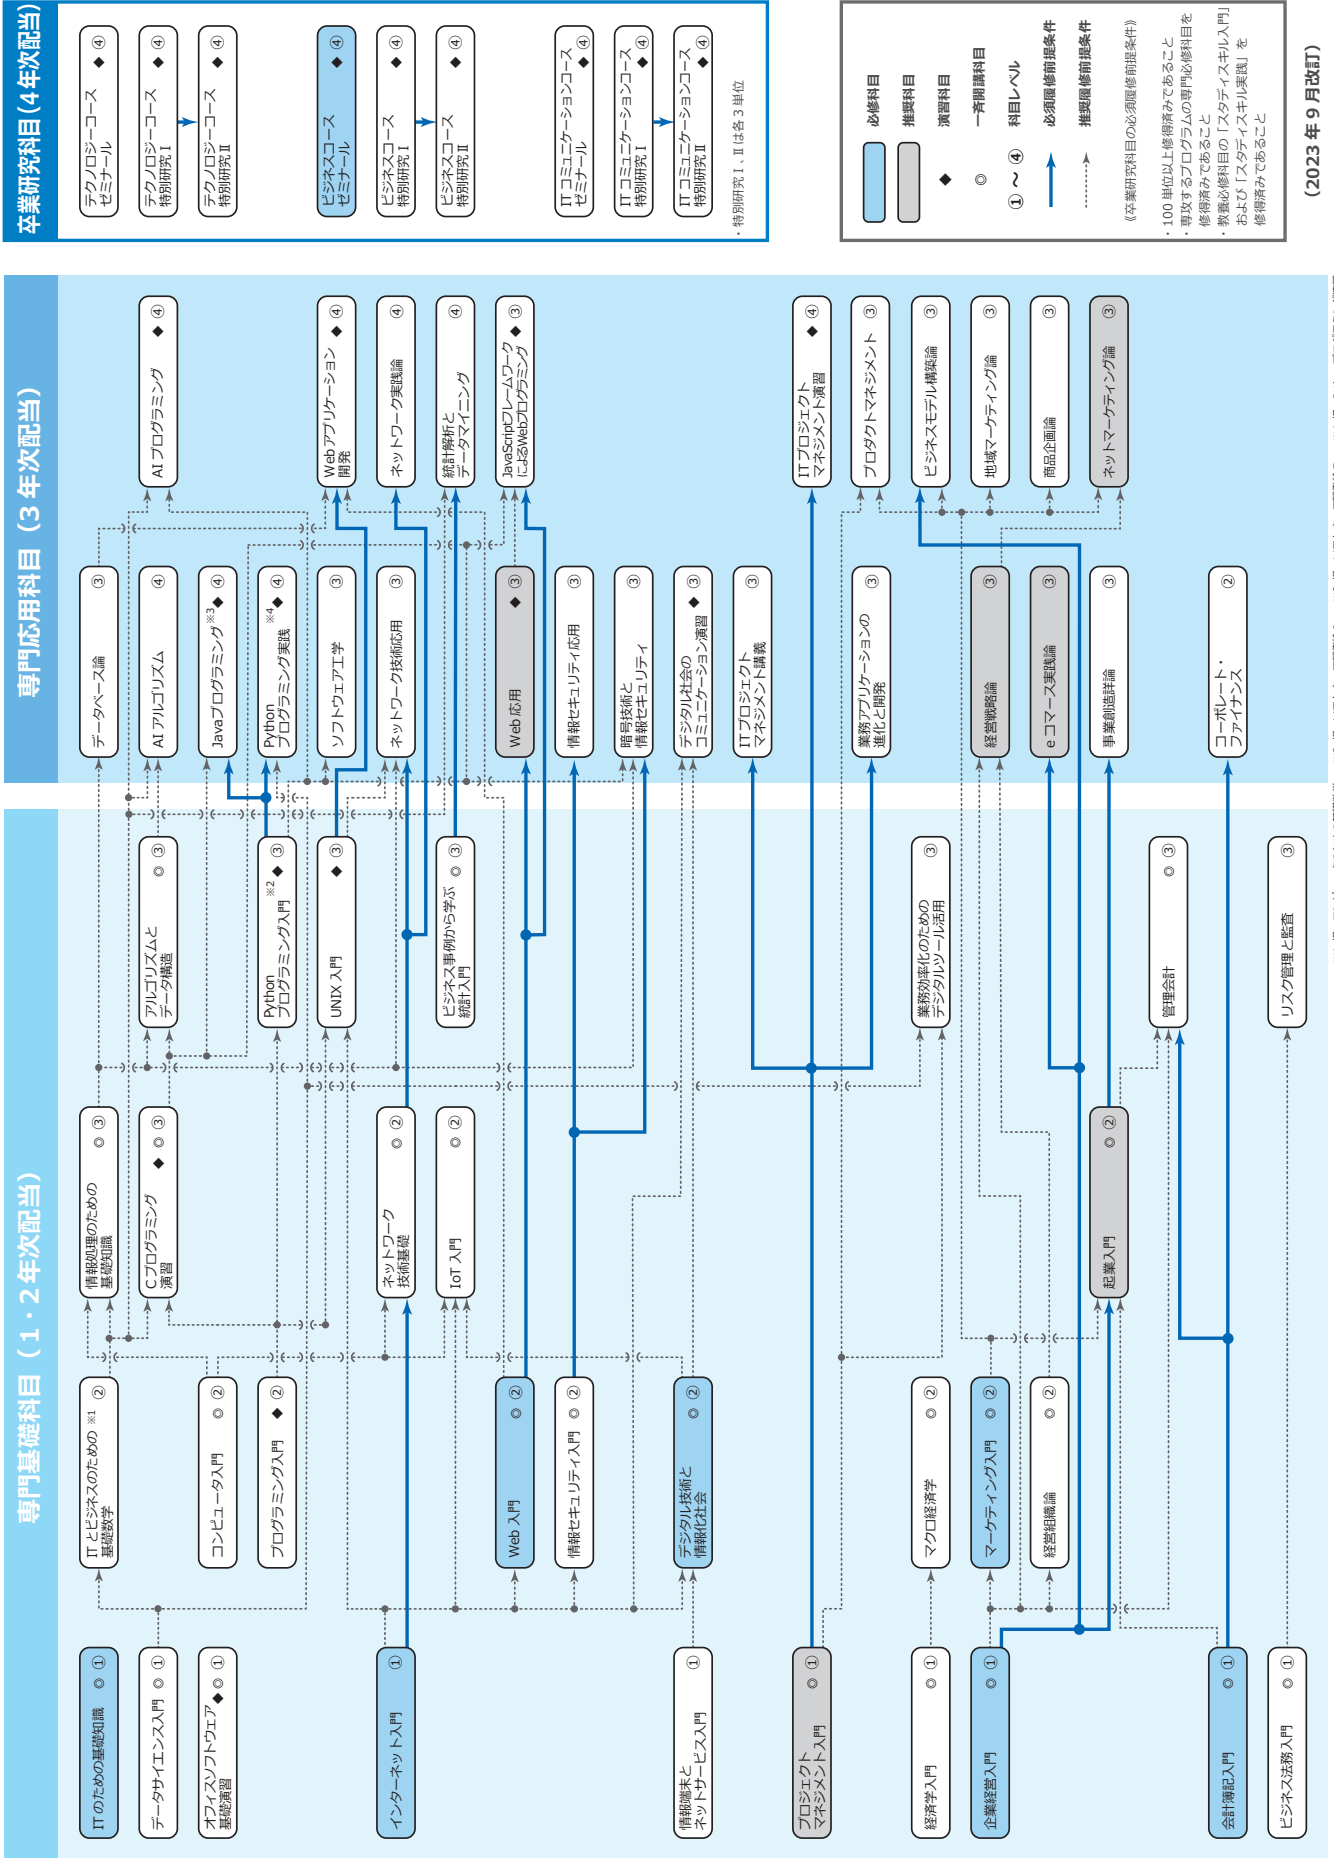 専門基礎科目（1・2年次配当）
ITのための基礎知識 ◎ ①
データサイエンス入門 ◎ ①
オフィスソフトウェア
基礎演習 ◆ ◎ ①
インターネット入門 ①
情報端末と
ネットサービス入門 ①
プロジェクト
マネジメント入門 ◎ ①
経済学入門 ◎ ①
企業経営入門 ◎ ①
会計簿記入門 ◎ ①
ビジネス法務入門 ◎ ①
ITとビジネスのための ※1
基礎数学 ②
コンピュータ入門 ◎ ②
プログラミング入門 ◆ ②
Web 入門 ◎ ②
情報セキュリティ入門 ◎ ②
デジタル技術と
情報化社会 ◎ ②
マクロ経済学 ◎ ②
マーケティング入門 ◎ ②
経営組織論 ◎ ②
情報処理のための
基礎知識 ◎ ③
Cプログラミング
演習 ◆ ◎ ③
ネットワーク
技術基礎 ◎ ②
IoT 入門 ◎ ②
起業入門 ◎ ②
アルゴリズムと
データ構造 ◎ ③
Python
プログラミング入門 ※2 ◆ ③
UNIX 入門 ◆ ③
ビジネス事例から学ぶ
統計入門 ◎ ③
業務効率化のための
デジタルツール活用 ③
管理会計 ◎ ③
リスク管理と監査 ③
専門応用科目（3年次配当）
データベース論 ③
AI アルゴリズム ④
Javaプログラミング ※3 ◆ ④
Python
プログラミング実践 ※4 ◆ ④
ソフトウェア工学 ③
ネットワーク技術応用 ③
Web 応用 ◆ ③
情報セキュリティ応用 ③
暗号技術と
情報セキュリティ ③
デジタル社会の
コミュニケーション演習 ◆ ③
ITプロジェクト
マネジメント講義 ③
業務アプリケーションの
進化と開発 ③
経営戦略論 ③
eコマース実践論 ③
事業創造詳論 ③
コーポレート・
ファイナンス ②
AI プログラミング ◆ ④
Webアプリケーション
開発 ◆ ④
ネットワーク実践論 ④
統計解析と
データマイニング ④
JavaScriptフレームワーク
によるWebプログラミング ◆ ③
ITプロジェクト
マネジメント演習 ◆ ④
プロダクトマネジメント ③
ビジネスモデル構築論 ③
地域マーケティング論 ③
商品企画論 ③
ネットマーケティング論 ③
卒業研究科目（4年次配当）
テクノロジーコース
ゼミナール ◆ ④
テクノロジーコース
特別研究Ⅰ ◆ ④
テクノロジーコース
特別研究Ⅱ ◆ ④
ビジネスコース
ゼミナール ◆ ④
ビジネスコース
特別研究Ⅰ ◆ ④
ビジネスコース
特別研究Ⅱ ◆ ④
ITコミュニケーションコース
ゼミナール ◆ ④
ITコミュニケーションコース
特別研究Ⅰ ◆ ④
ITコミュニケーションコース
特別研究Ⅱ ◆ ④
・特別研究Ⅰ、Ⅱは各3単位
必修科目
推奨科目
◆ 演習科目
◎ 一斉開講科目
①～④ 科目レベル
必須履修前提条件
推奨履修前提条件
《卒業研究科目の必須履修前提条件》
・100単位以上修得済みであること
・専攻するプログラムの専門必修科目を
修得済みであること
・教養必修科目の「スタディスキル入門」
および「スタディスキル実践」を
修得済みであること
（2023年9月改訂）